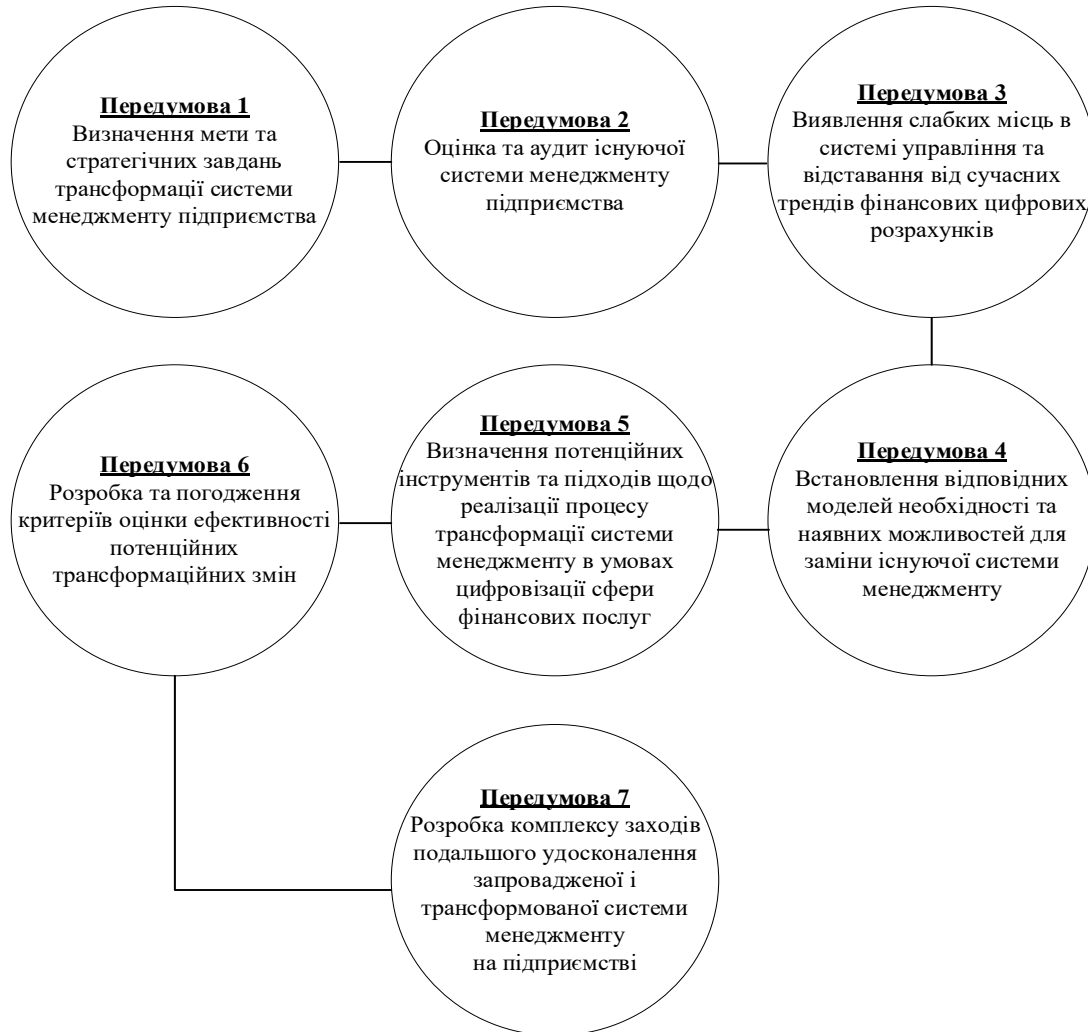 Передумова 1
Визначення мети та
стратегічних завдань
трансформації системи
менеджменту підприємства
Передумова 2
Оцінка та аудит існуючої
системи менеджменту
підприємства
Передумова 3
Виявлення слабких місць в
системі управління та
відставання від сучасних
трендів фінансових цифрових
розрахунків
Передумова 4
Встановлення відповідних
моделей необхідності та
наявних можливостей для
заміни існуючої системи
менеджменту
Передумова 5
Визначення потенційних
інструментів та підходів щодо
реалізації процесу
трансформації системи
менеджменту в умовах
цифровізації сфери
фінансових послуг
Передумова 6
Розробка та погодження
критеріїв оцінки ефективності
потенційних
трансформаційних змін
Передумова 7
Розробка комплексу заходів
подальшого удосконалення
запровадженої і
трансформованої системи
менеджменту
на підприємстві